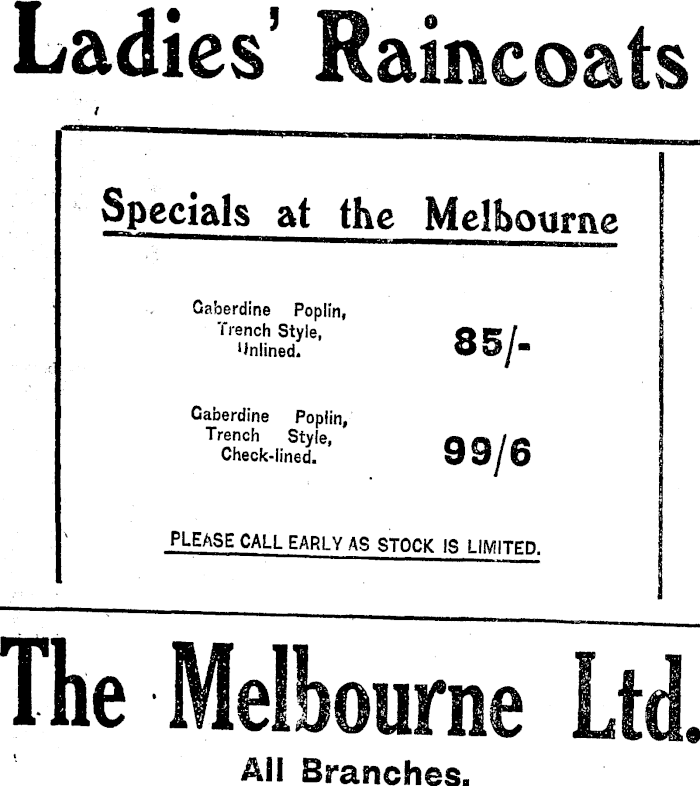 Ladies' Raincoats
Specials at the Melbourne
Gaberdine Poplin,
Trench Style,
Unlined.
85/-
Gaberdine Poplin,
Trench Style,
Check-lined.
99/6
PLEASE CALL EARLY AS STOCK IS LIMITED.
The Melbourne Ltd.
All Branches.